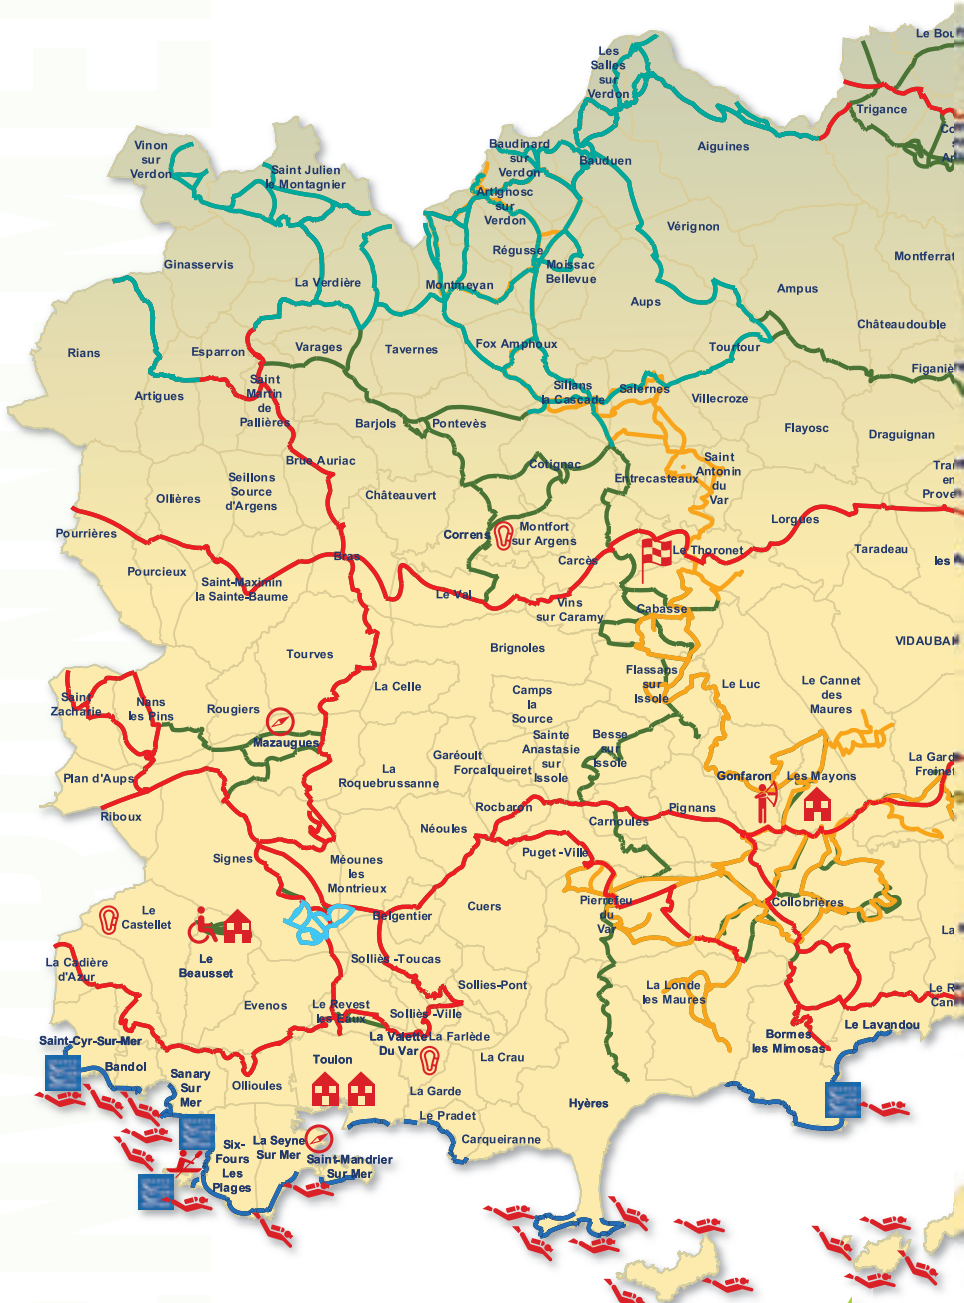 Le Bou
Les
Salles
sur
Verdon
Trigance
Vinon
sur
Verdon
Baudinard
sur
Verdon
Bauduen
Aiguines
Saint Julien
le Montagnier
Artignosc
sur
Verdon
Vérignon
Régusse
Ginasservis
Moissac
Bellevue
Montferrat
La Verdière
Montmeyan
Aups
Ampus
Châteaudouble
Rians
Esparron
Varages
Tavernes
Fox Amphoux
Tourtour
Figaniè
Artigues
Saint
Martin
de
Pallières
Sillans
la Cascade
Salernes
Villecroze
Barjols
Pontevès
Flayosc
Draguignan
Brue Auriac
Cotignac
Saint
Antonin
du
Var
Entrecasteaux
Seillons
Source
d'Argens
Ollières
Châteauvert
Prove
Pourrières
Correns
Montfort
sur Argens
Lorgues
Bras
Carcès
Le Thoronet
Taradeau
les
Pourcieux
Saint-Maximin
la Sainte-Baume
Le Val
Vins
sur Caramy
Cabasse
Tourves
Brignoles
VIDAUBA
Saint
Zacharie
Nans
les Pins
Rougiers
La Celle
Camps
la
Source
Flassans
sur
Issole
Le Luc
Le Cannet
des
Maures
Mazaugues
Sainte
Anastasie
sur
Issole
Besse
sur
Issole
Garéoult
Forcalqueiret
La Gard
Freinet
Plan d'Aups
La
Roquebrussanne
Gonfaron
Les Mayons
Riboux
Rocbaron
Pignans
Carnoules
Néoules
Signes
Méounes
les
Montrieux
Puget -Ville
Le
Castellet
Belgentier
Cuers
Pierrefeu
du
Var
Collobrières
La Cadière
d'Azur
Le
Beausset
Solliès -Toucas
Sollies-Pont
La Londe
les Maures
Evenos
Le Revest
les Eaux
Solliès -Ville
Saint-Cyr-Sur-Mer
La Valette
Du Var
La Farlède
Bormes
les Mimosas
Le Lavandou
Bandol
Sanary
Sur
Mer
Ollioules
Toulon
La Crau
La Garde
Hyères
Le Pradet
Six-
Fours
Les
Plages
La Seyne
Sur Mer
Saint-Mandrier
Sur Mer
Carqueiranne